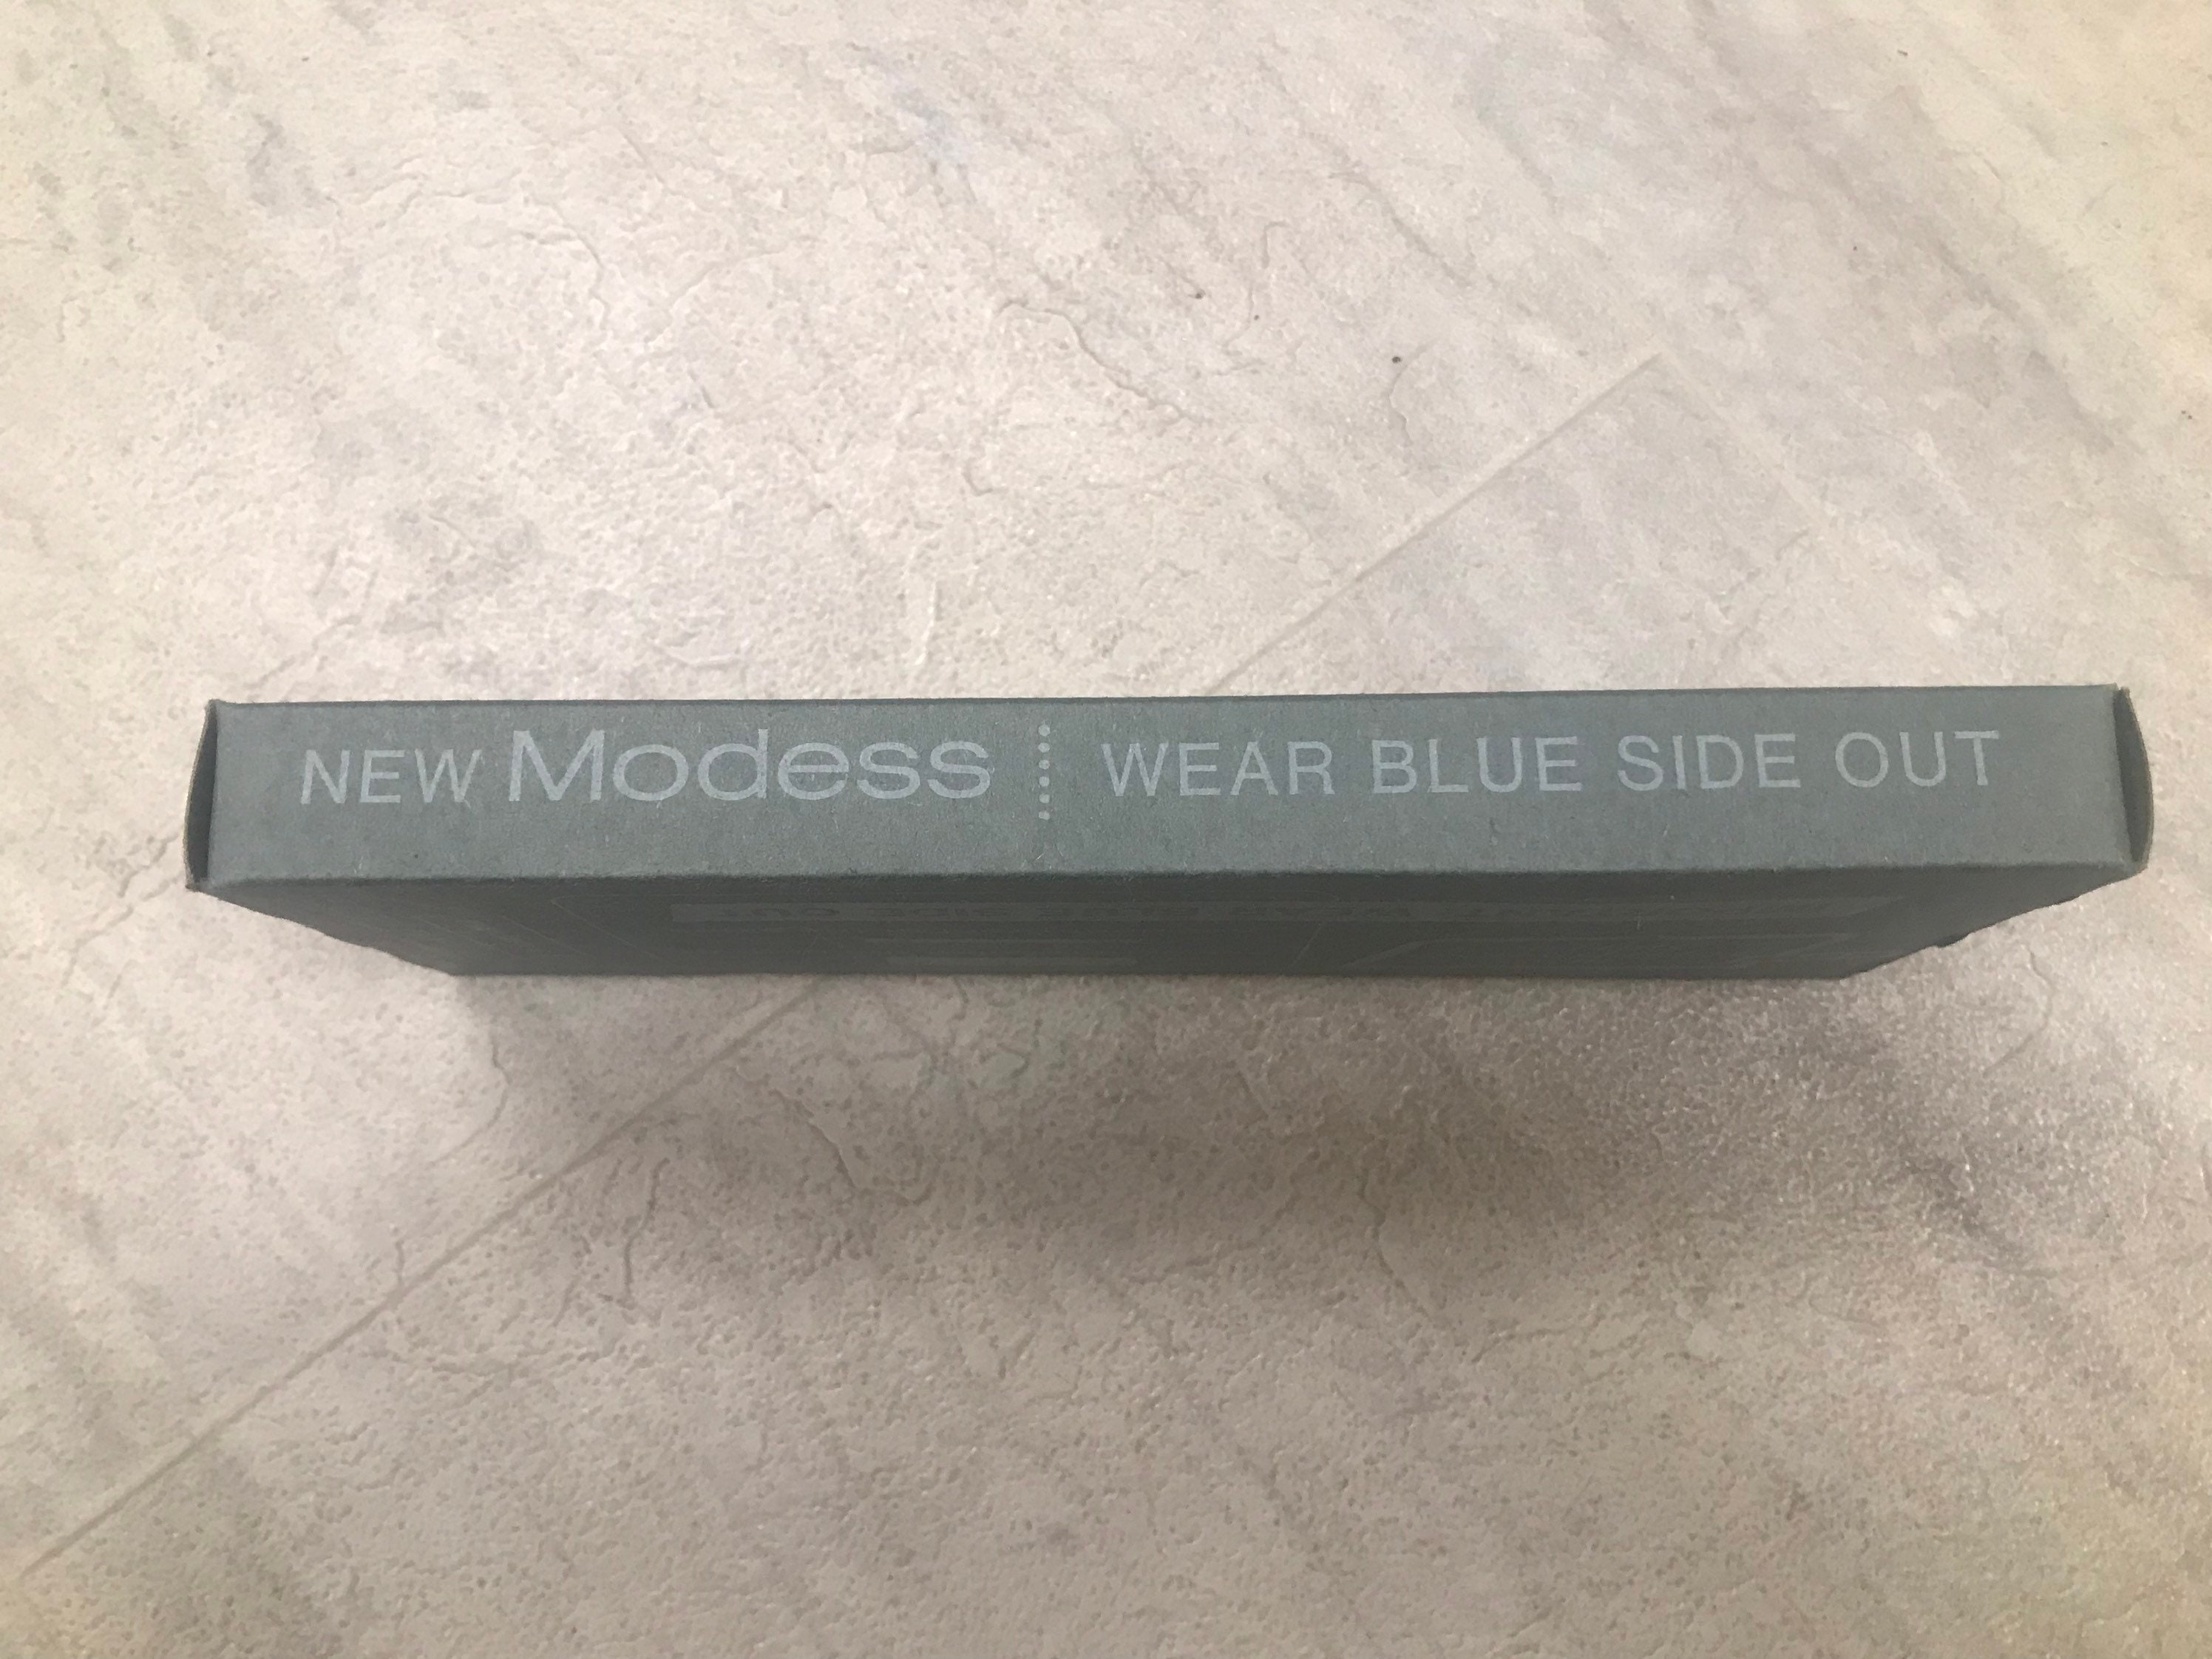 NEW Modess WEAR BLUE SIDE OUT